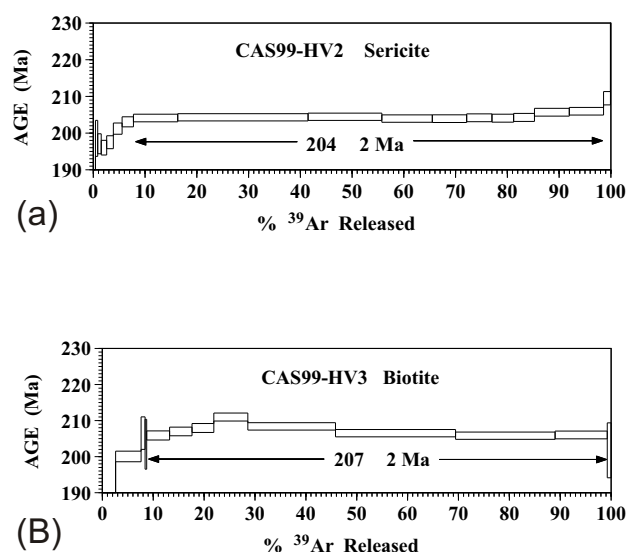 230
220
210
200
190
AGE (Ma)
CAS99-HV2 Sericite
204 2 Ma
0 10 20 30 40 50 60 70 80 90 100
% ³⁹Ar Released
(a)
230
220
210
200
190
AGE (Ma)
CAS99-HV3 Biotite
207 2 Ma
0 10 20 30 40 50 60 70 80 90 100
% ³⁹Ar Released
(B)